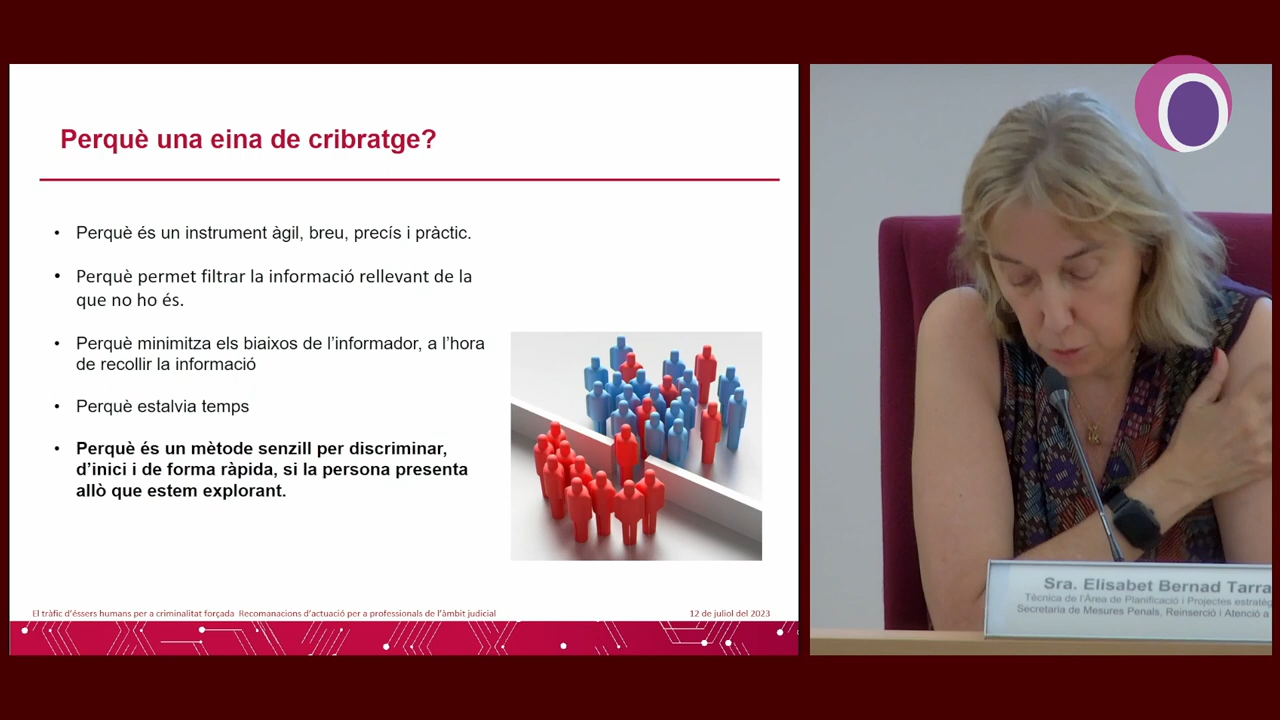 Perquè una eina de cribratge?
• Perquè és un instrument àgil, breu, precís i pràctic.
• Perquè permet filtrar la informació rellevant de la
que no ho és.
• Perquè minimitza els biaixos de l’informador, a l’hora
de recollir la informació
• Perquè estalvia temps
• Perquè és un mètode senzill per discriminar,
d’inici i de forma ràpida, si la persona presenta
allò que estem explorant.
El tràfic d’éssers humans per a criminalitat forçada. Recomanacions d’actuació per a professionals de l’àmbit judicial
12 de juliol del 2023
Sra. Elisabet Bernad Tarra
Tècnica de l’Àrea de Planificació i Projectes estratèg
Secretaria de Mesures Penals, Reinserció i Atenció a